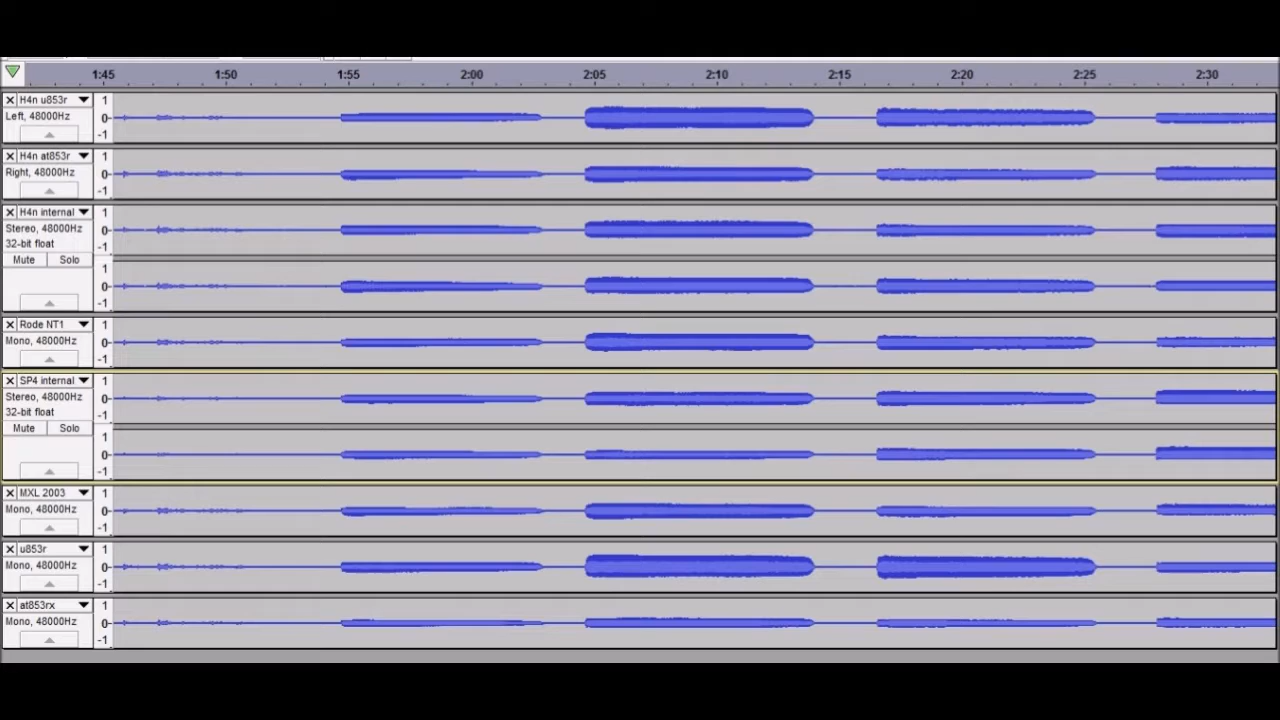 1:45 1:50 1:55 2:00 2:05 2:10 2:15 2:20 2:25 2:30
H4n u853r 1
Left, 48000Hz 0-
-1
H4n at853r 1
Right, 48000Hz 0-
-1
H4n internal 1
Stereo, 48000Hz 0-
32-bit float -1
Mute Solo
1
0-
-1
Rode NT1 1
Mono, 48000Hz 0-
-1
SP4 internal 1
Stereo, 48000Hz 0-
32-bit float -1
Mute Solo
1
0-
-1
MXL 2003 1
Mono, 48000Hz 0-
-1
u853r 1
Mono, 48000Hz 0-
-1
at853rx 1
Mono, 48000Hz 0-
-1